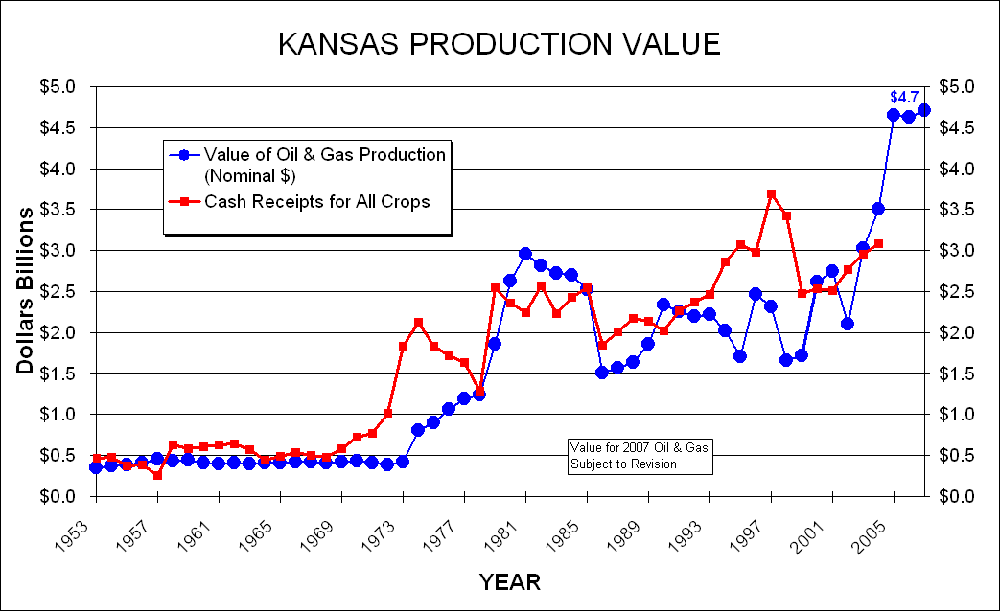 KANSAS PRODUCTION VALUE
$5.0
$4.5
$4.0
$3.5
$3.0
$2.5
$2.0
$1.5
$1.0
$0.5
$0.0
Dollars Billions
Value of Oil & Gas Production
(Nominal $)
Cash Receipts for All Crops
$4.7
Value for 2007 Oil & Gas
Subject to Revision
$5.0
$4.5
$4.0
$3.5
$3.0
$2.5
$2.0
$1.5
$1.0
$0.5
$0.0
1953 1957 1961 1965 1969 1973 1977 1981 1985 1989 1993 1997 2001 2005
YEAR